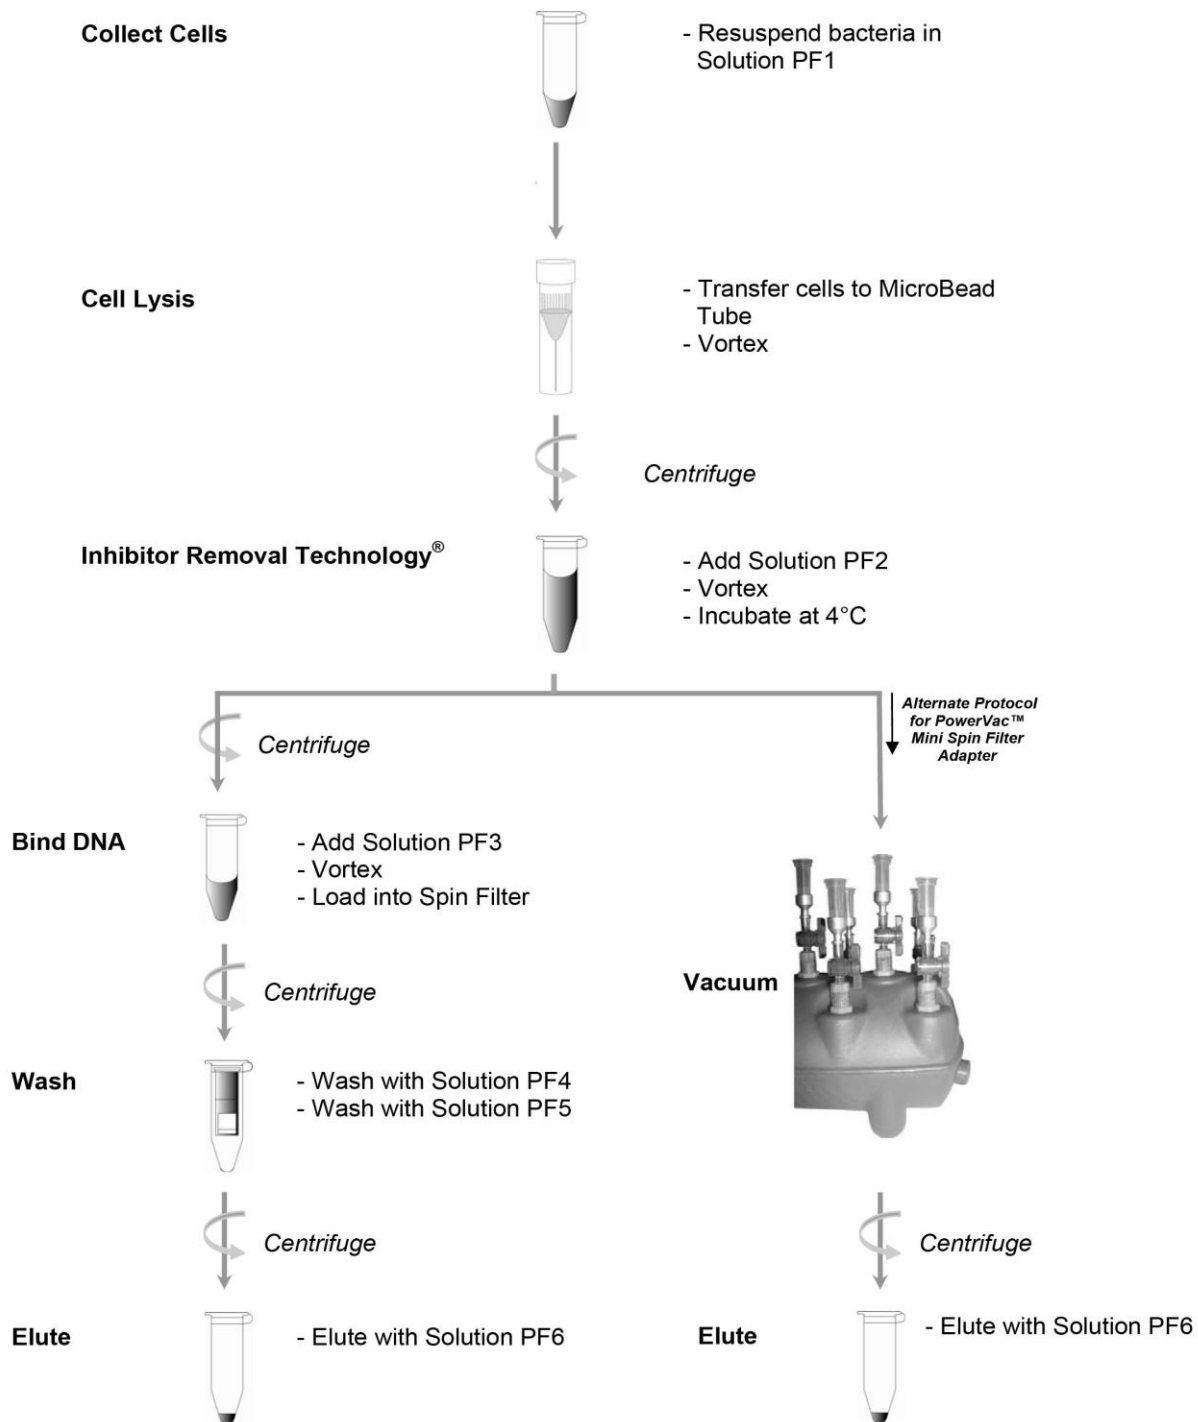 Collect Cells
- Resuspend bacteria in
Solution PF1
Cell Lysis
- Transfer cells to MicroBead
Tube
- Vortex
Centrifuge
Inhibitor Removal Technology®
- Add Solution PF2
- Vortex
- Incubate at 4°C
Alternate Protocol
for PowerVac™
Mini Spin Filter
Adapter
Centrifuge
Bind DNA
- Add Solution PF3
- Vortex
- Load into Spin Filter
Centrifuge
Vacuum
Wash
- Wash with Solution PF4
- Wash with Solution PF5
Centrifuge
Centrifuge
Elute
- Elute with Solution PF6
Elute
- Elute with Solution PF6